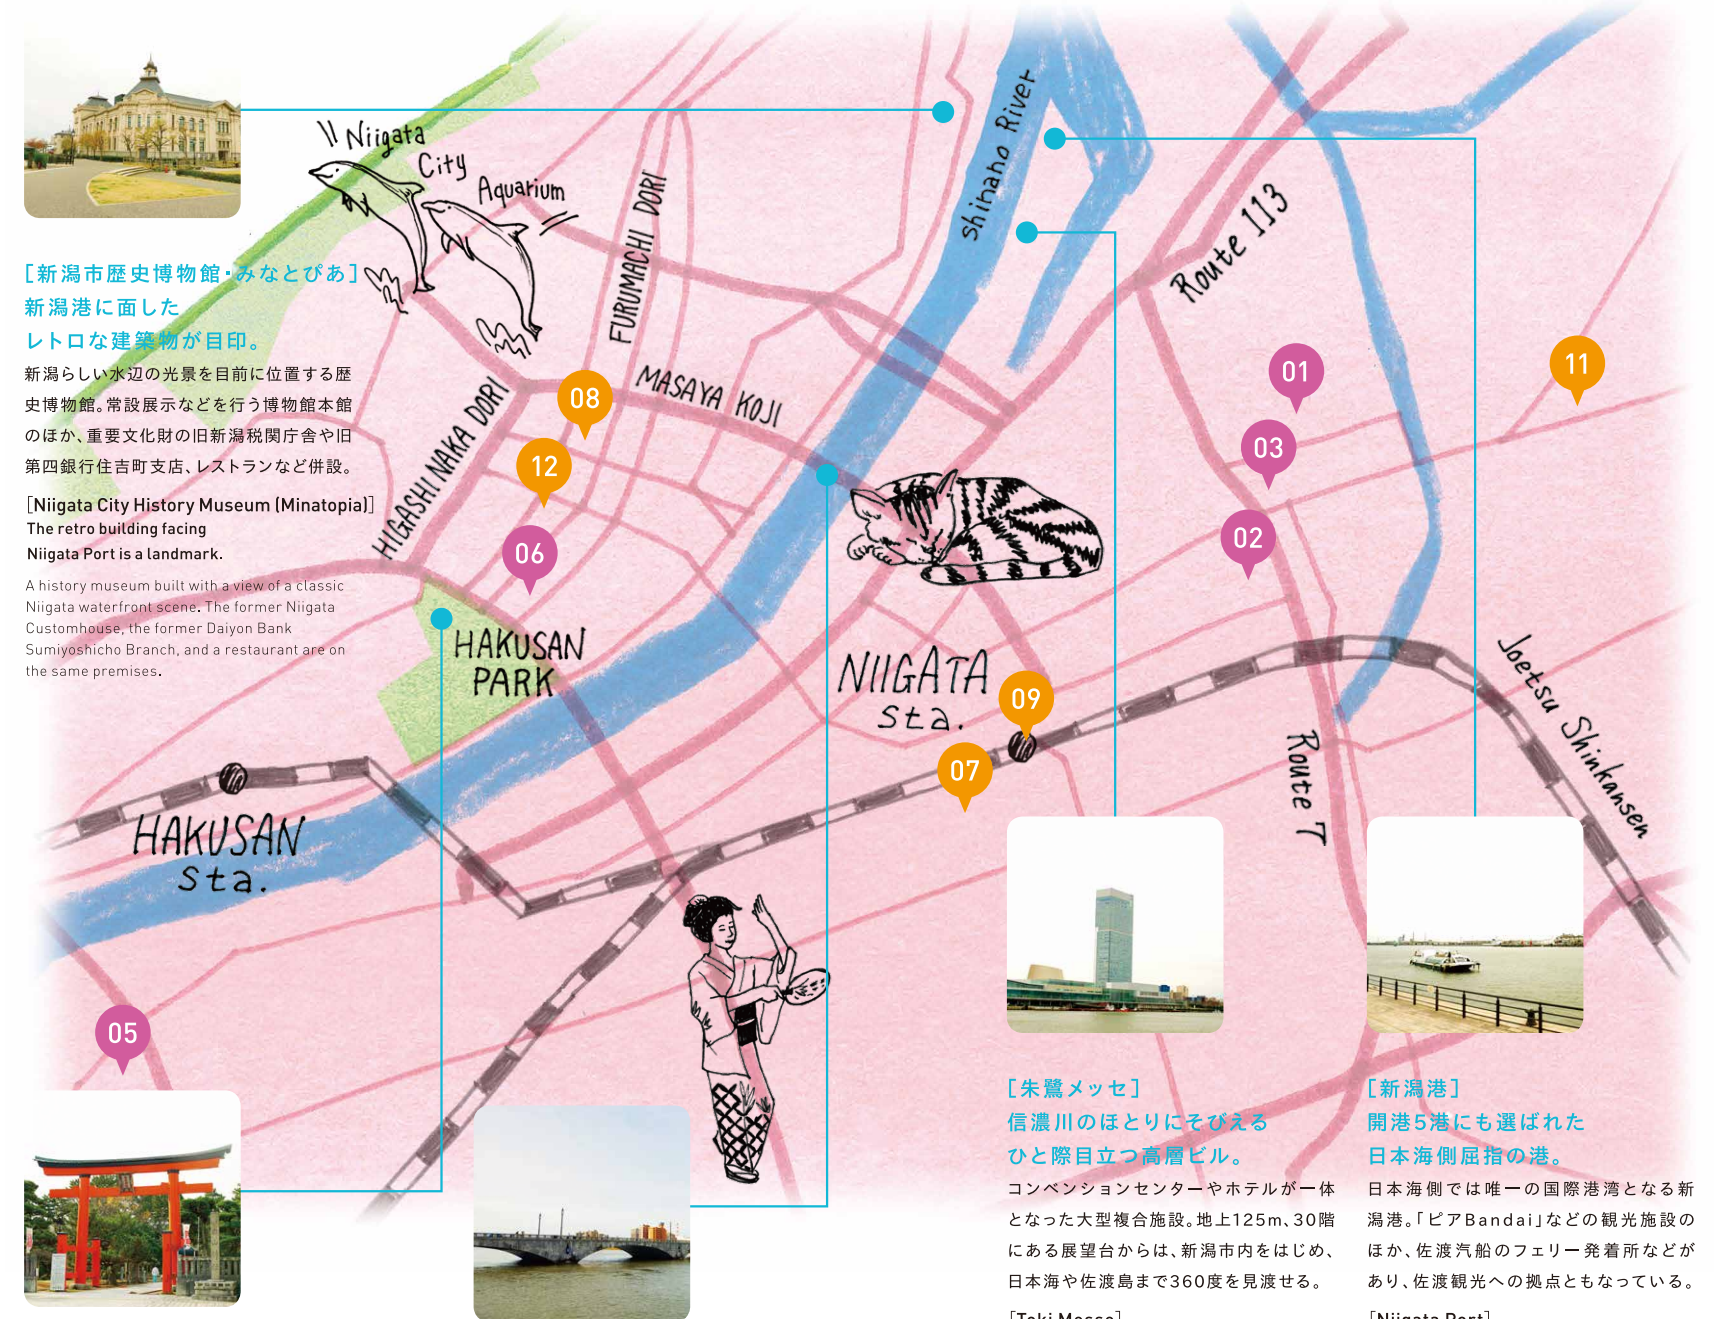 Niigata
City
Aquarium
Shinano River
Route 113
FURUMACHI DORI
MASAYA KOJI
HIGASHI NAKA DORI
01
11
08
03
12
02
06
[新潟市歴史博物館・みなとぴあ]
新潟港に面した
レトロな建築物が目印。
新潟らしい水辺の光景を目前に位置する歴
史博物館。常設展示などを行う博物館本館
のほか、重要文化財の旧新潟税関庁舎や旧
第四銀行住吉町支店、レストランなど併設。
[Niigata City History Museum (Minatopia)]
The retro building facing
Niigata Port is a landmark.
A history museum built with a view of a classic
Niigata waterfront scene. The former Niigata
Customhouse, the former Daiyon Bank
Sumiyoshicho Branch, and a restaurant are on
the same premises.
HAKUSAN
PARK
NIIGATA
Sta.
09
07
Joetsu Shinkansen
Route 7
HAKUSAN
Sta.
05
[朱鷺メッセ]
信濃川のほとりにそびえる
ひと際目立つ高層ビル。
コンベンションセンターやホテルが一体
となった大型複合施設。地上125m、30階
にある展望台からは、新潟市内をはじめ、
日本海や佐渡島まで360度を見渡せる。
[Toki Messe]
[新潟港]
開港5港にも選ばれた
日本海側屈指の港。
日本海側では唯一の国際港湾となる新
潟港。「ピアBandai」などの観光施設の
ほか、佐渡汽船のフェリー発着所などが
あり、佐渡観光への拠点ともなっている。
[Niigata Port]